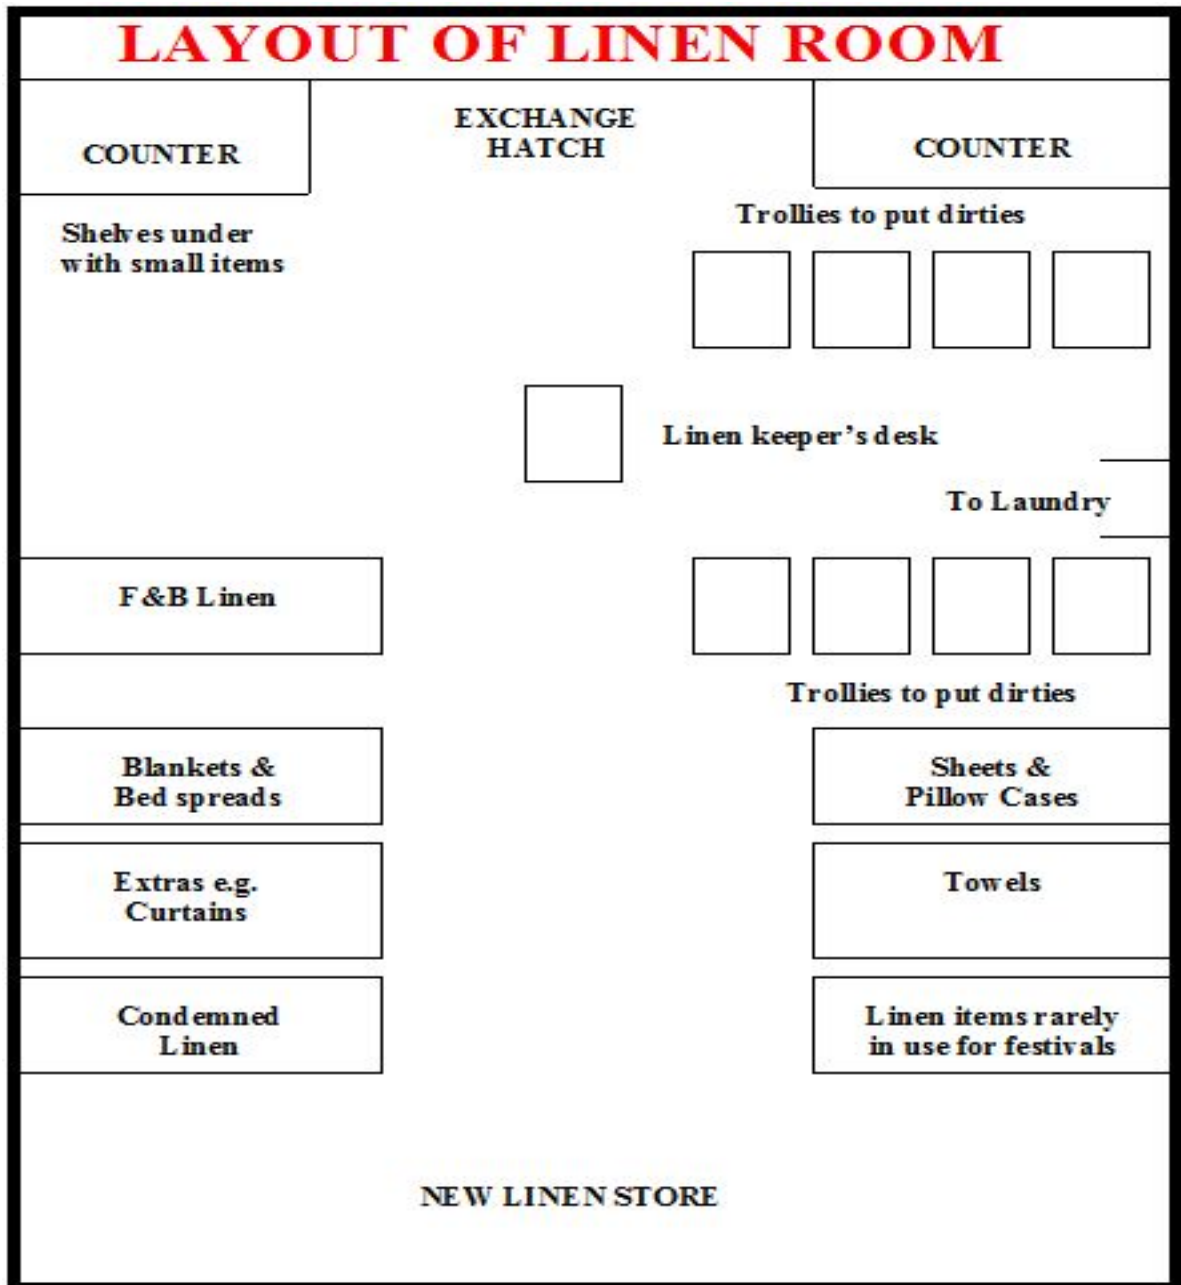 LAYOUT OF LINEN ROOM
COUNTER
EXCHANGE
HATCH
COUNTER
Shelves under
with small items
Trollies to put dirties
Linen keeper's desk
To Laundry
F&B Linen
Trollies to put dirties
Blankets &
Bed spreads
Sheets &
Pillow Cases
Extras e.g.
Curtains
Towels
Condemned
Linen
Linen items rarely
in use for festivals
NEW LINEN STORE